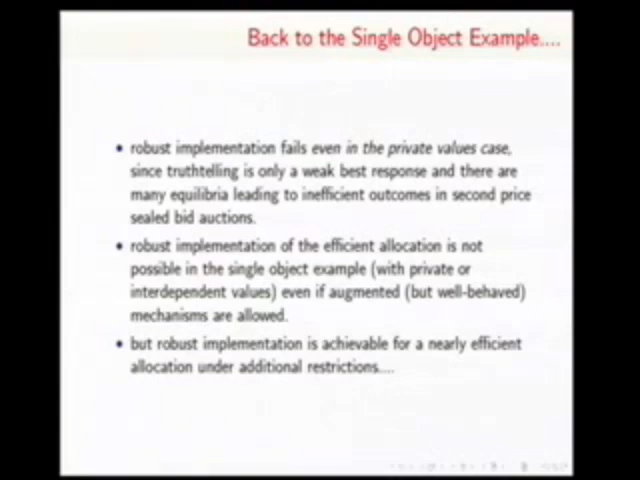 Back to the Single Object Example....
• robust implementation fails even in the private values case,
since truthtelling is only a weak best response and there are
many equilibria leading to inefficient outcomes in second price
sealed bid auctions.
• robust implementation of the efficient allocation is not
possible in the single object example (with private or
interdependent values) even if augmented (but well-behaved)
mechanisms are allowed.
• but robust implementation is achievable for a nearly efficient
allocation under additional restrictions....